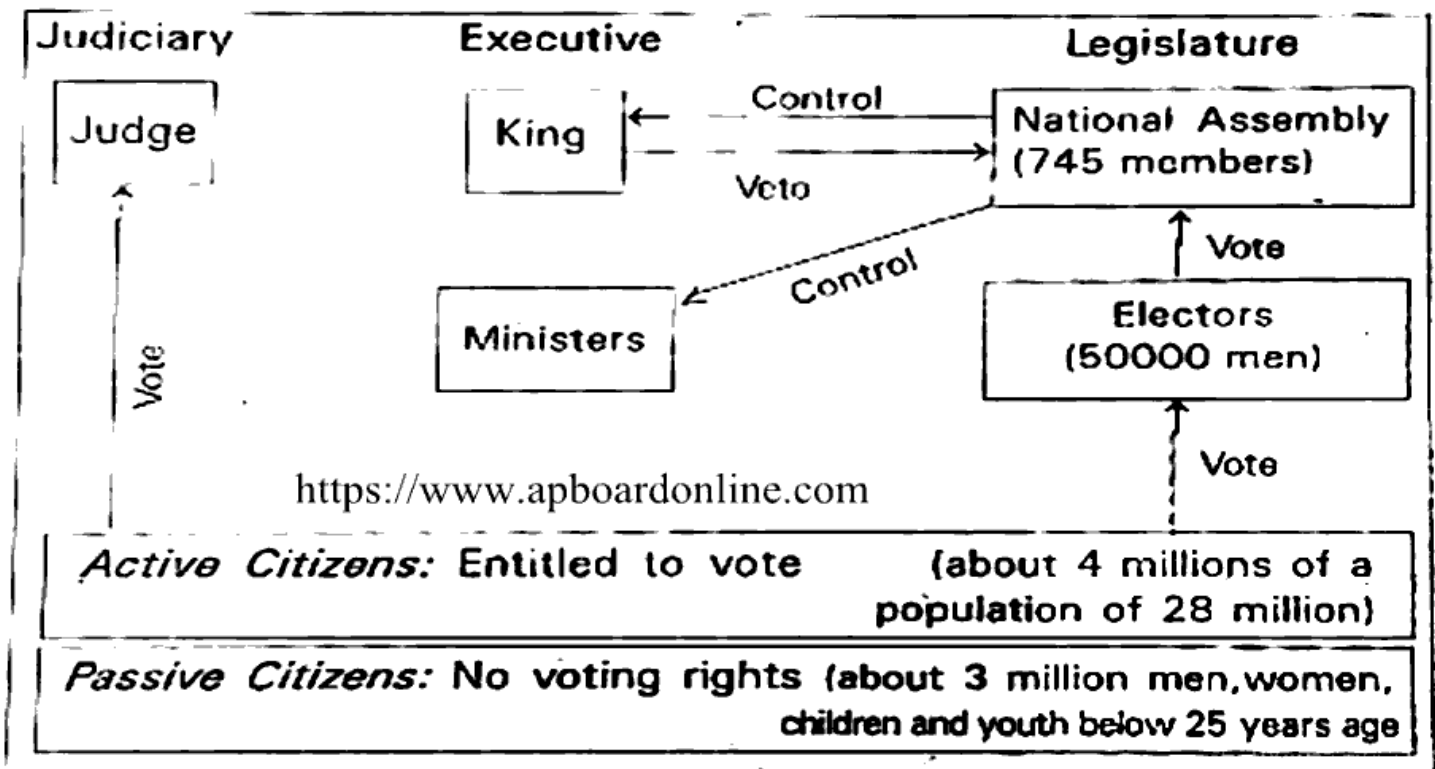 Judiciary
Executive
Legislature
Judge
King
Control
Veto
National Assembly
(745 members)
Vote
Control
Ministers
Electors
(50000 men)
Vote
Vote
https://www.apboardonline.com
Active Citizens: Entitled to vote (about 4 millions of a
population of 28 million)
Passive Citizens: No voting rights (about 3 million men,women,
children and youth below 25 years age